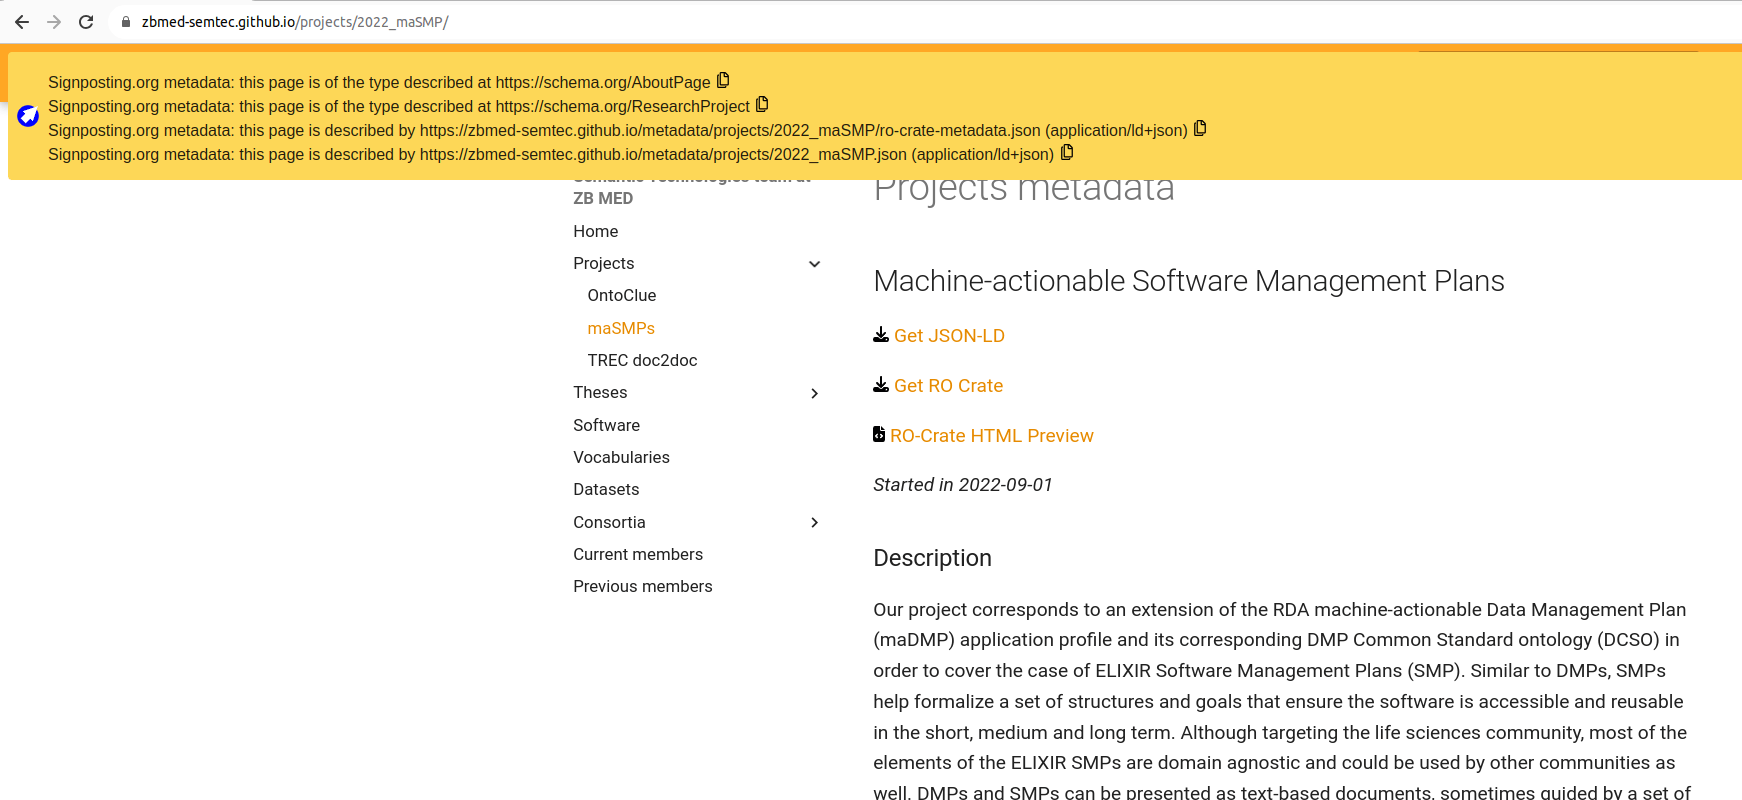 zbmed-semtec.github.io/projects/2022_maSMP/
Signposting.org metadata: this page is of the type described at https://schema.org/AboutPage
Signposting.org metadata: this page is of the type described at https://schema.org/ResearchProject
Signposting.org metadata: this page is described by https://zbmed-semtec.github.io/metadata/projects/2022_maSMP/ro-crate-metadata.json (application/ld+json)
Signposting.org metadata: this page is described by https://zbmed-semtec.github.io/metadata/projects/2022_maSMP.json (application/ld+json)
Semantic Technologies team at
ZB MED
Home
Projects
OntoClue
maSMPs
TREC doc2doc
Theses
Software
Vocabularies
Datasets
Consortia
Current members
Previous members
Projects metadata
Machine-actionable Software Management Plans
Get JSON-LD
Get RO Crate
RO-Crate HTML Preview
Started in 2022-09-01
Description
Our project corresponds to an extension of the RDA machine-actionable Data Management Plan
(maDMP) application profile and its corresponding DMP Common Standard ontology (DCSO) in
order to cover the case of ELIXIR Software Management Plans (SMP). Similar to DMPs, SMPs
help formalize a set of structures and goals that ensure the software is accessible and reusable
in the short, medium and long term. Although targeting the life sciences community, most of the
elements of the ELIXIR SMPs are domain agnostic and could be used by other communities as
well. DMPs and SMPs can be presented as text-based documents, sometimes guided by a set of